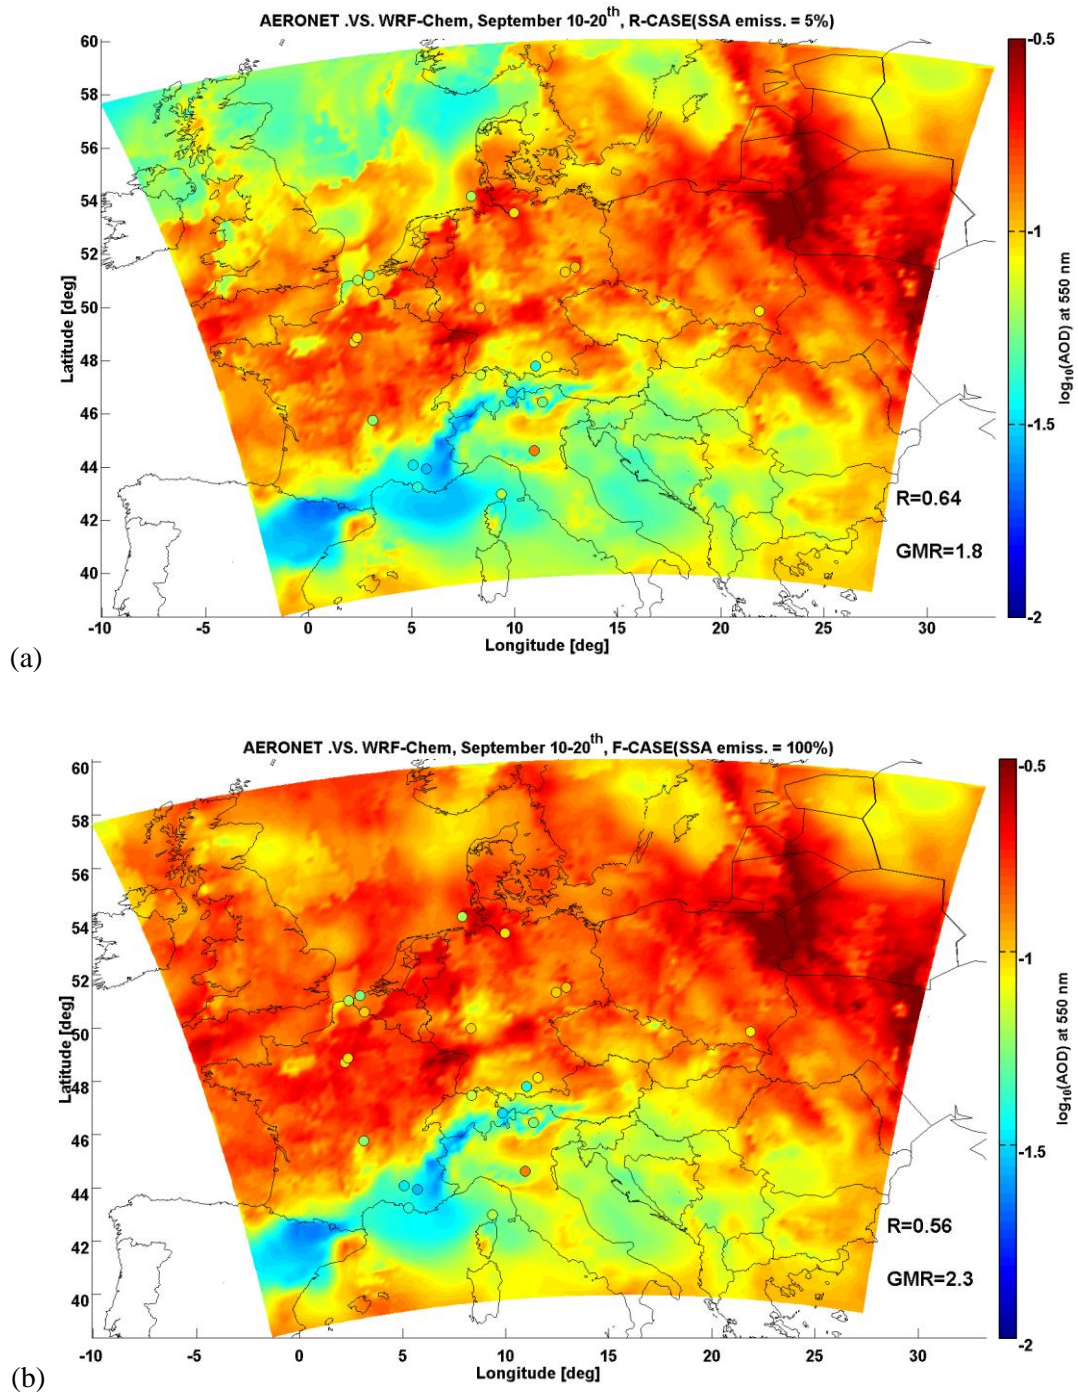 AERONET .VS. WRF-Chem, September 10-20th, R-CASE(SSA emiss. = 5%)
60
58
56
54
52
50
48
46
44
42
40
Latitude [deg]
-10 -5 0 5 10 15 20 25 30
Longitude [deg]
R=0.64
GMR=1.8
-0.5
-1
-1.5
-2
log10(AOD) at 550 nm
(a)
AERONET .VS. WRF-Chem, September 10-20th, F-CASE(SSA emiss. = 100%)
60
58
56
54
52
50
48
46
44
42
40
Latitude [deg]
-10 -5 0 5 10 15 20 25 30
Longitude [deg]
R=0.56
GMR=2.3
-0.5
-1
-1.5
-2
log10(AOD) at 550 nm
(b)